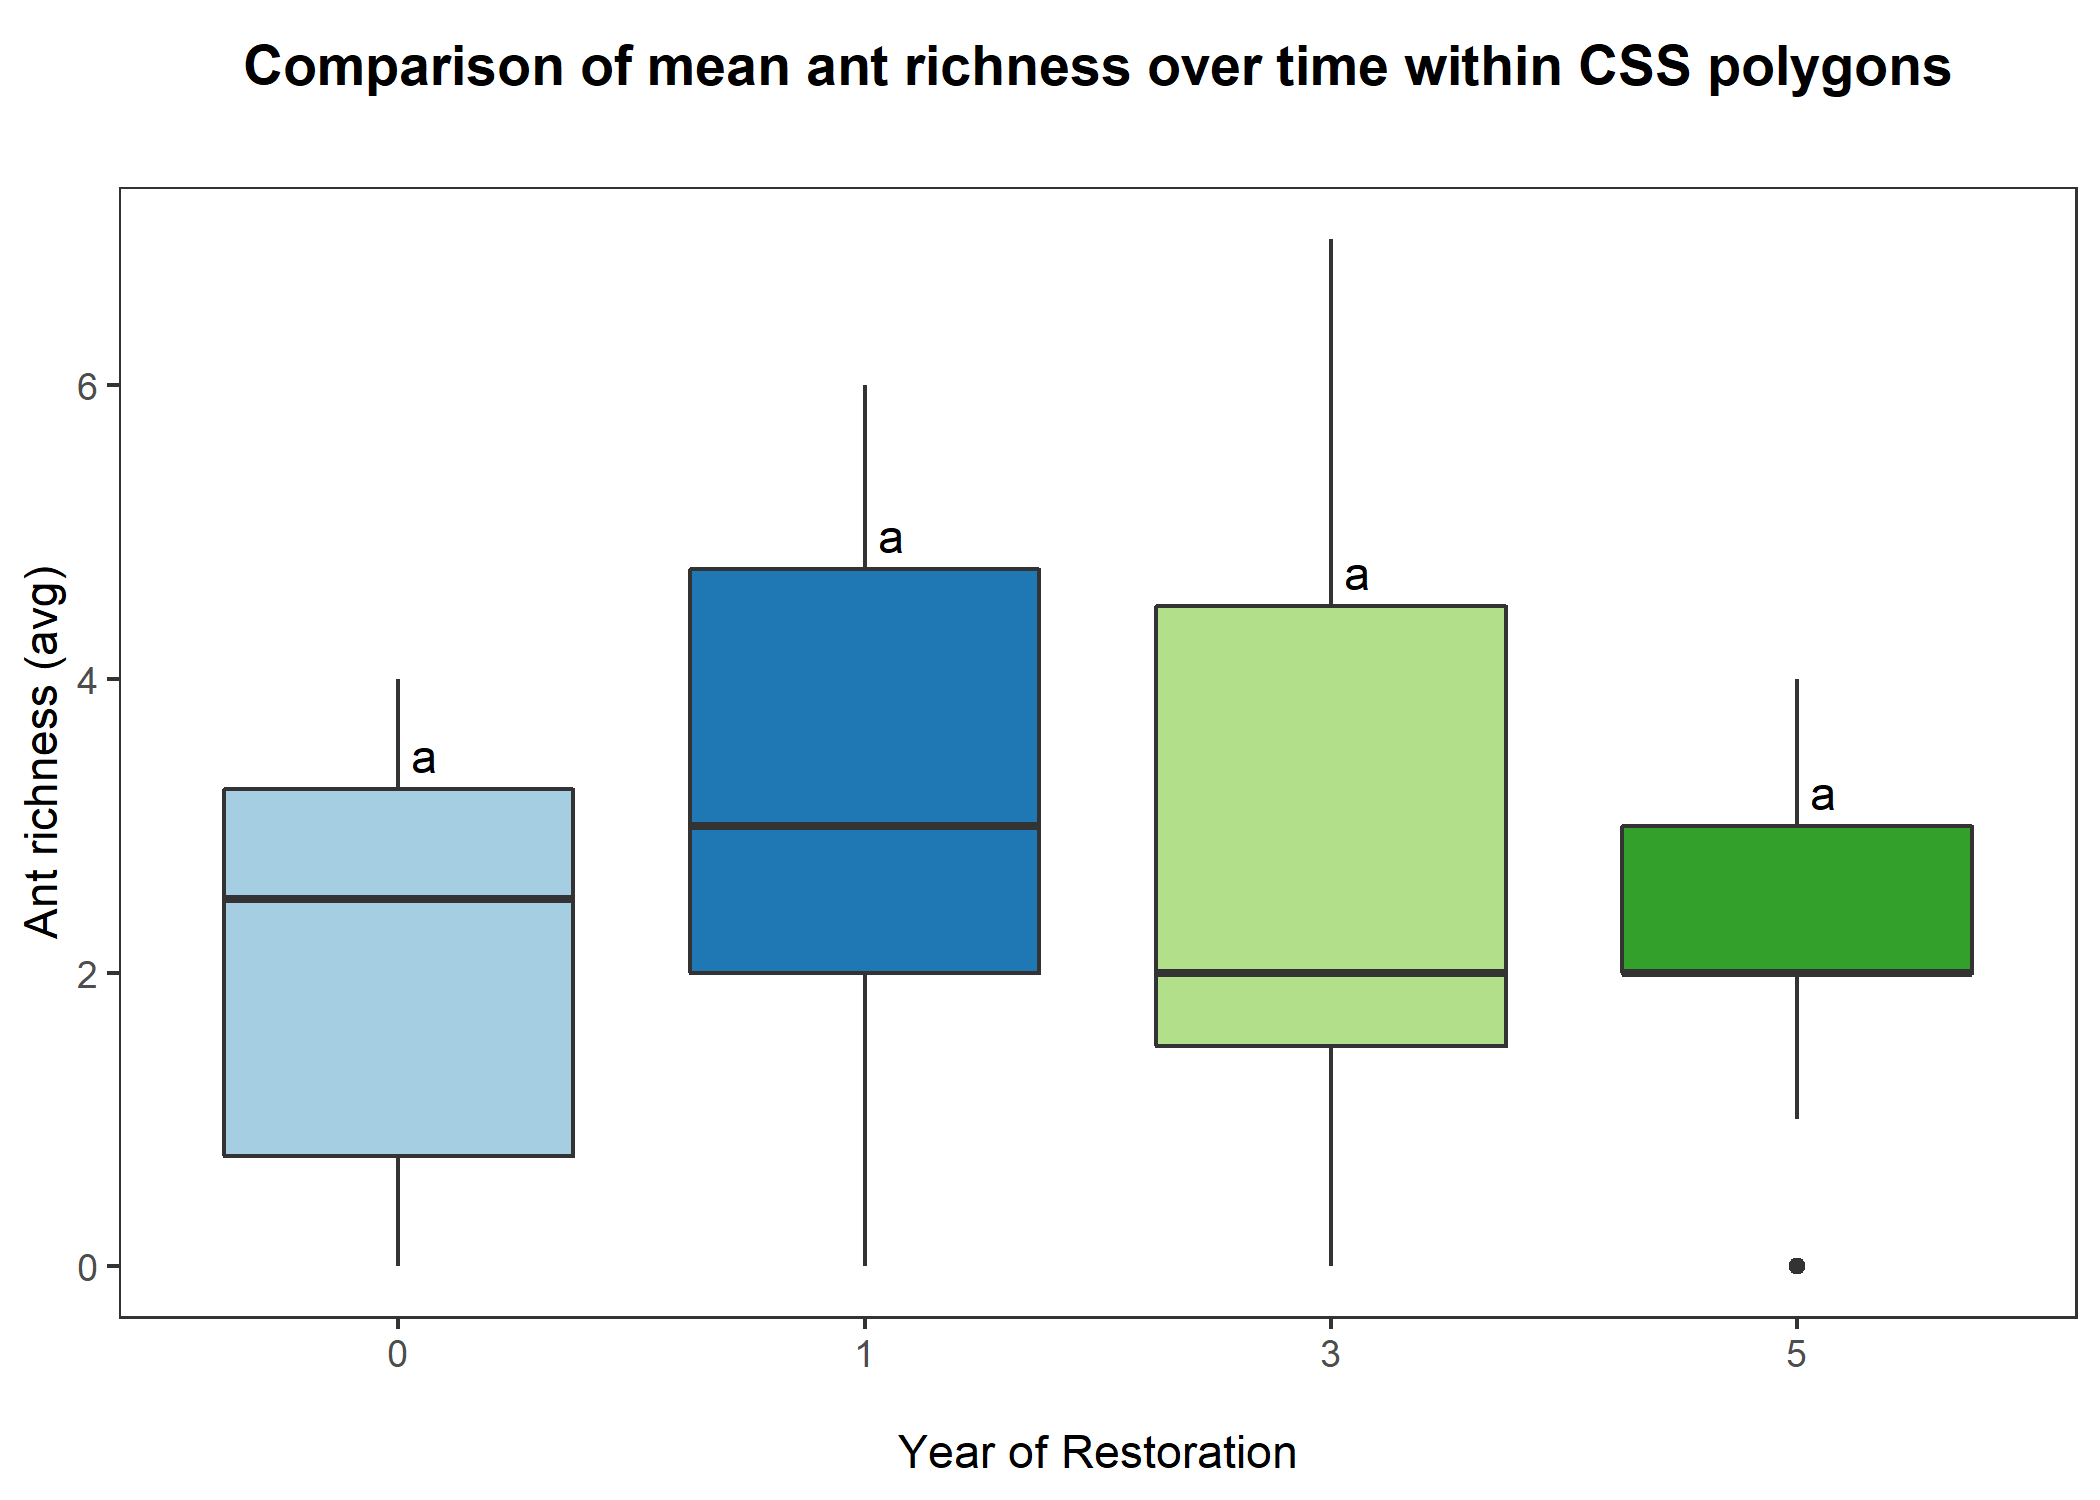 Comparison of mean ant richness over time within CSS polygons
Ant richness (avg)
6
4
2
0
a
a
a
a
0
1
3
5
Year of Restoration